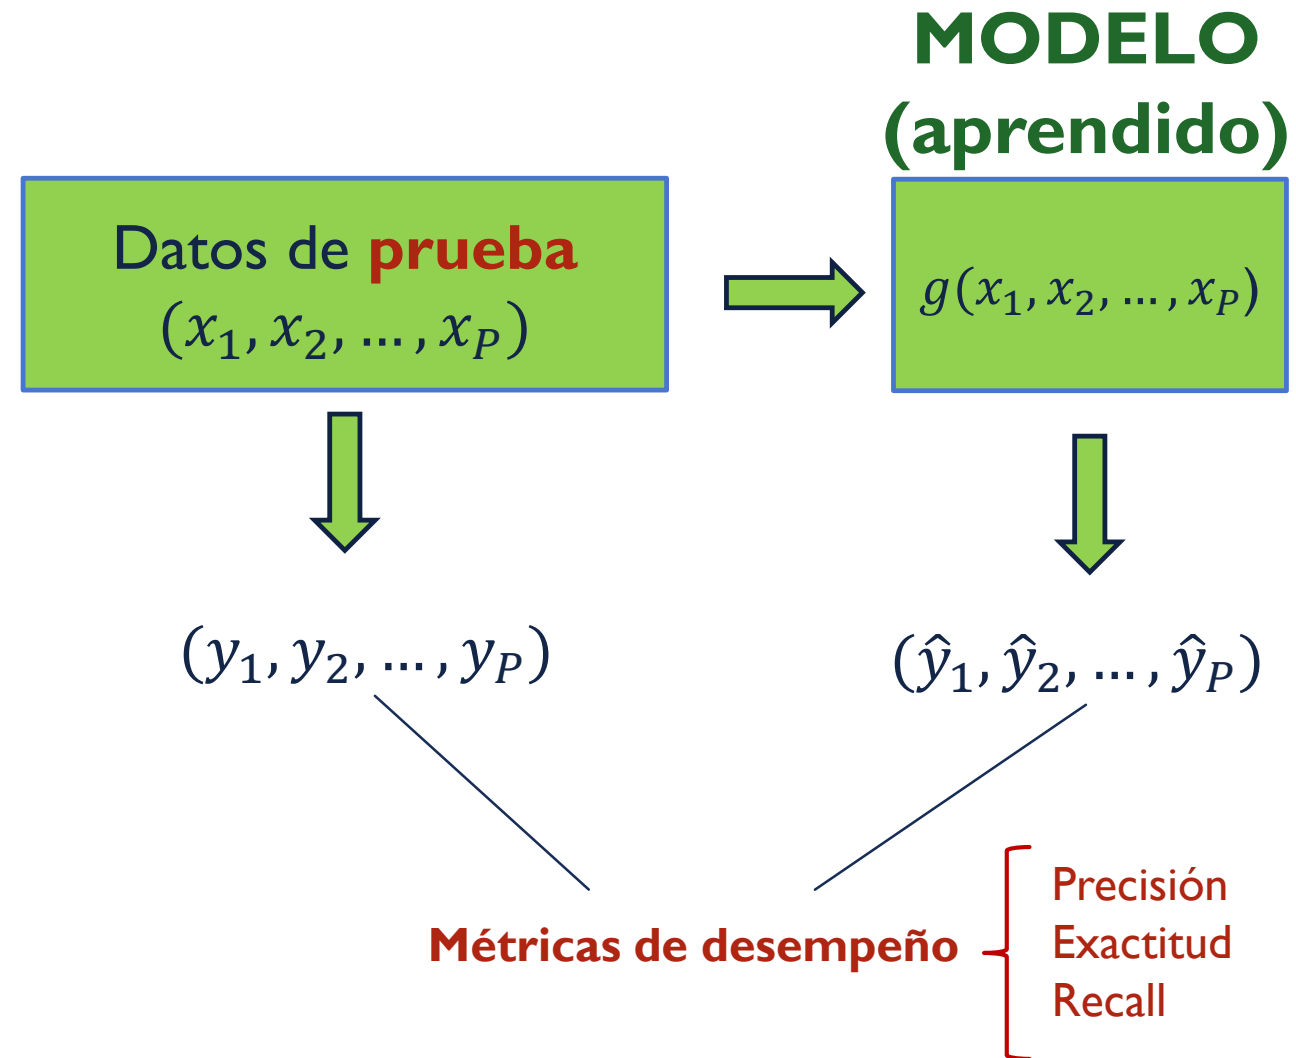 MODELO
(aprendido)
Datos de prueba
(x₁, x₂, … , x_P)
g(x₁, x₂, … , x_P)
(y₁, y₂, … , y_P)
(ŷ₁, ŷ₂, … , ŷ_P)
Métricas de desempeño
Precisión
Exactitud
Recall